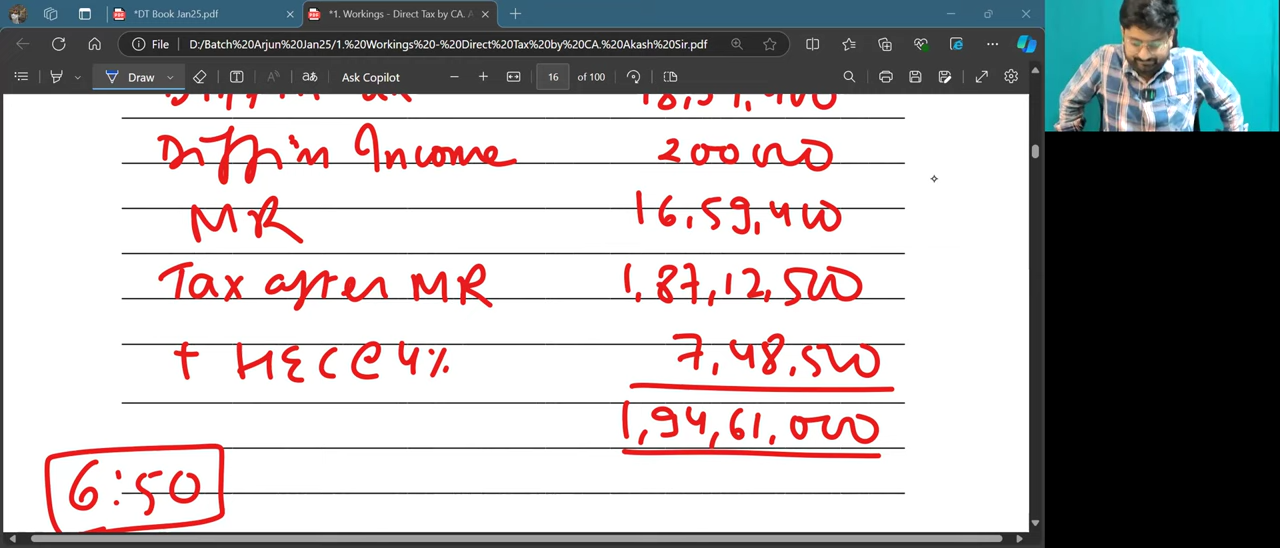 *DT Book Jan25.pdf
*1. Workings - Direct Tax by CA. A
File D:/Batch%20Arjun%20Jan25/1.%20Workings%20-%20Direct%20Tax%20by%20CA.%20Akash%20Sir.pdf
Draw Ask Copilot 16 of 100
Diff in Income 200000
MR 16,59,400
Tax after MR 1,87,12,500
+ HEC @ 4% 7,48,500
1,94,61,000
6:50